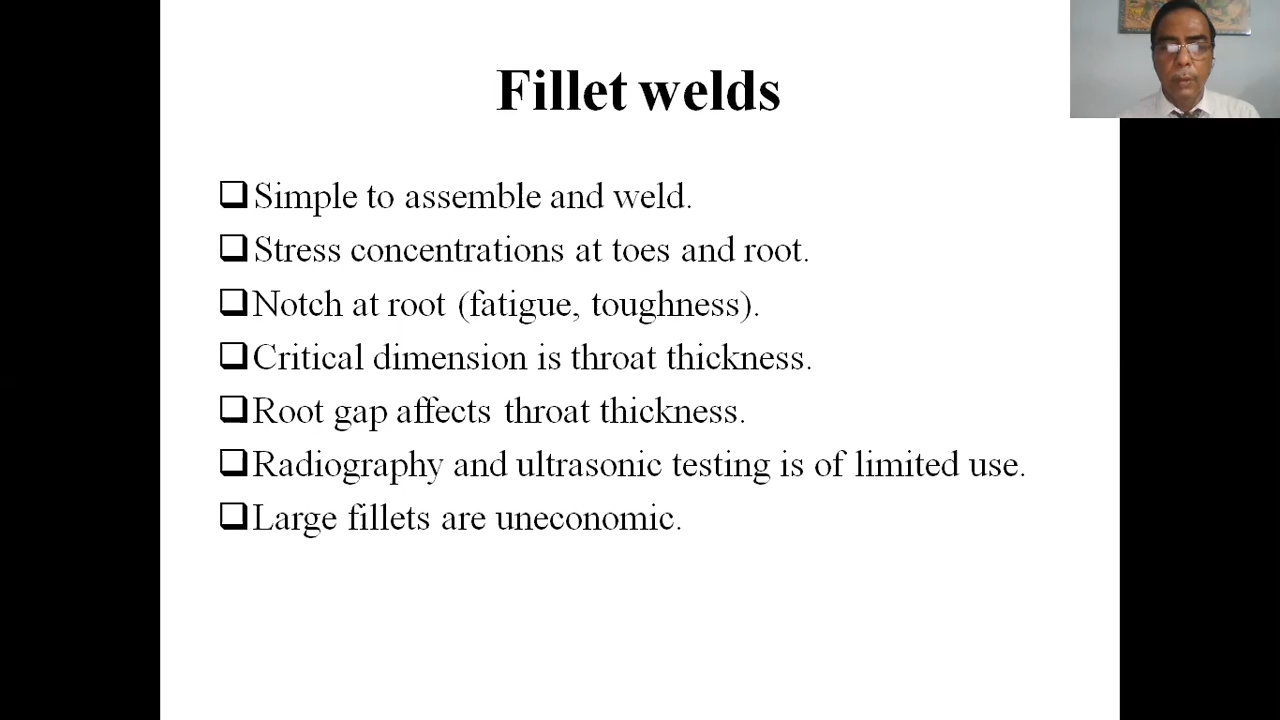 Fillet welds
Simple to assemble and weld.
Stress concentrations at toes and root.
Notch at root (fatigue, toughness).
Critical dimension is throat thickness.
Root gap affects throat thickness.
Radiography and ultrasonic testing is of limited use.
Large fillets are uneconomic.